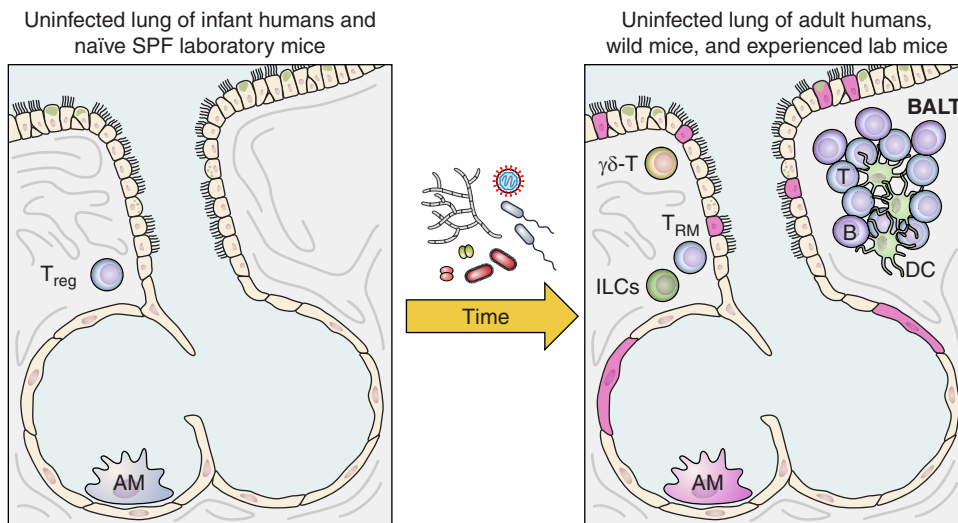 Uninfected lung of infant humans and
naïve SPF laboratory mice
Uninfected lung of adult humans,
wild mice, and experienced lab mice
Treg
AM
Time
BALT
γδ-T
T
TRM
B
ILCs
DC
AM